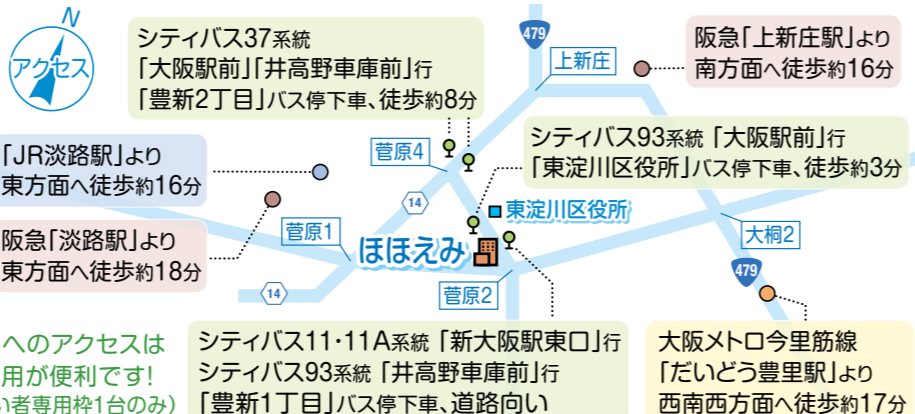 N
アクセス
シティバス37系統
「大阪駅前」「井高野車庫前」行
「豊新2丁目」バス停下車、徒歩約8分
479
上新庄
阪急「上新庄駅」より
南方面へ徒歩約16分
「JR淡路駅」より
東方面へ徒歩約16分
菅原4
シティバス93系統 「大阪駅前」行
「東淀川区役所」バス停下車、徒歩約3分
14
東淀川区役所
阪急「淡路駅」より
東方面へ徒歩約18分
菅原1
ほほえみ
大桐2
14
菅原2
479
へのアクセスは
用が便利です!
い者専用枠1台のみ)
シティバス11・11A系統 「新大阪駅東口」行
シティバス93系統 「井高野車庫前」行
「豊新1丁目」バス停下車、道路向い
大阪メトロ今里筋線
「だいどう豊里駅」より
西南西方面へ徒歩約17分